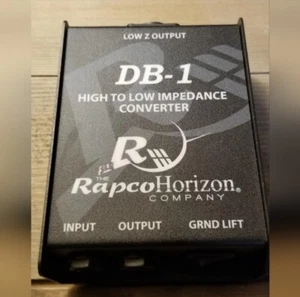 LOW Z OUTPUT
DB-1
HIGH TO LOW IMPEDANCE
CONVERTER
R
THE
RapcoHorizon®
COMPANY
INPUT OUTPUT GRND LIFT